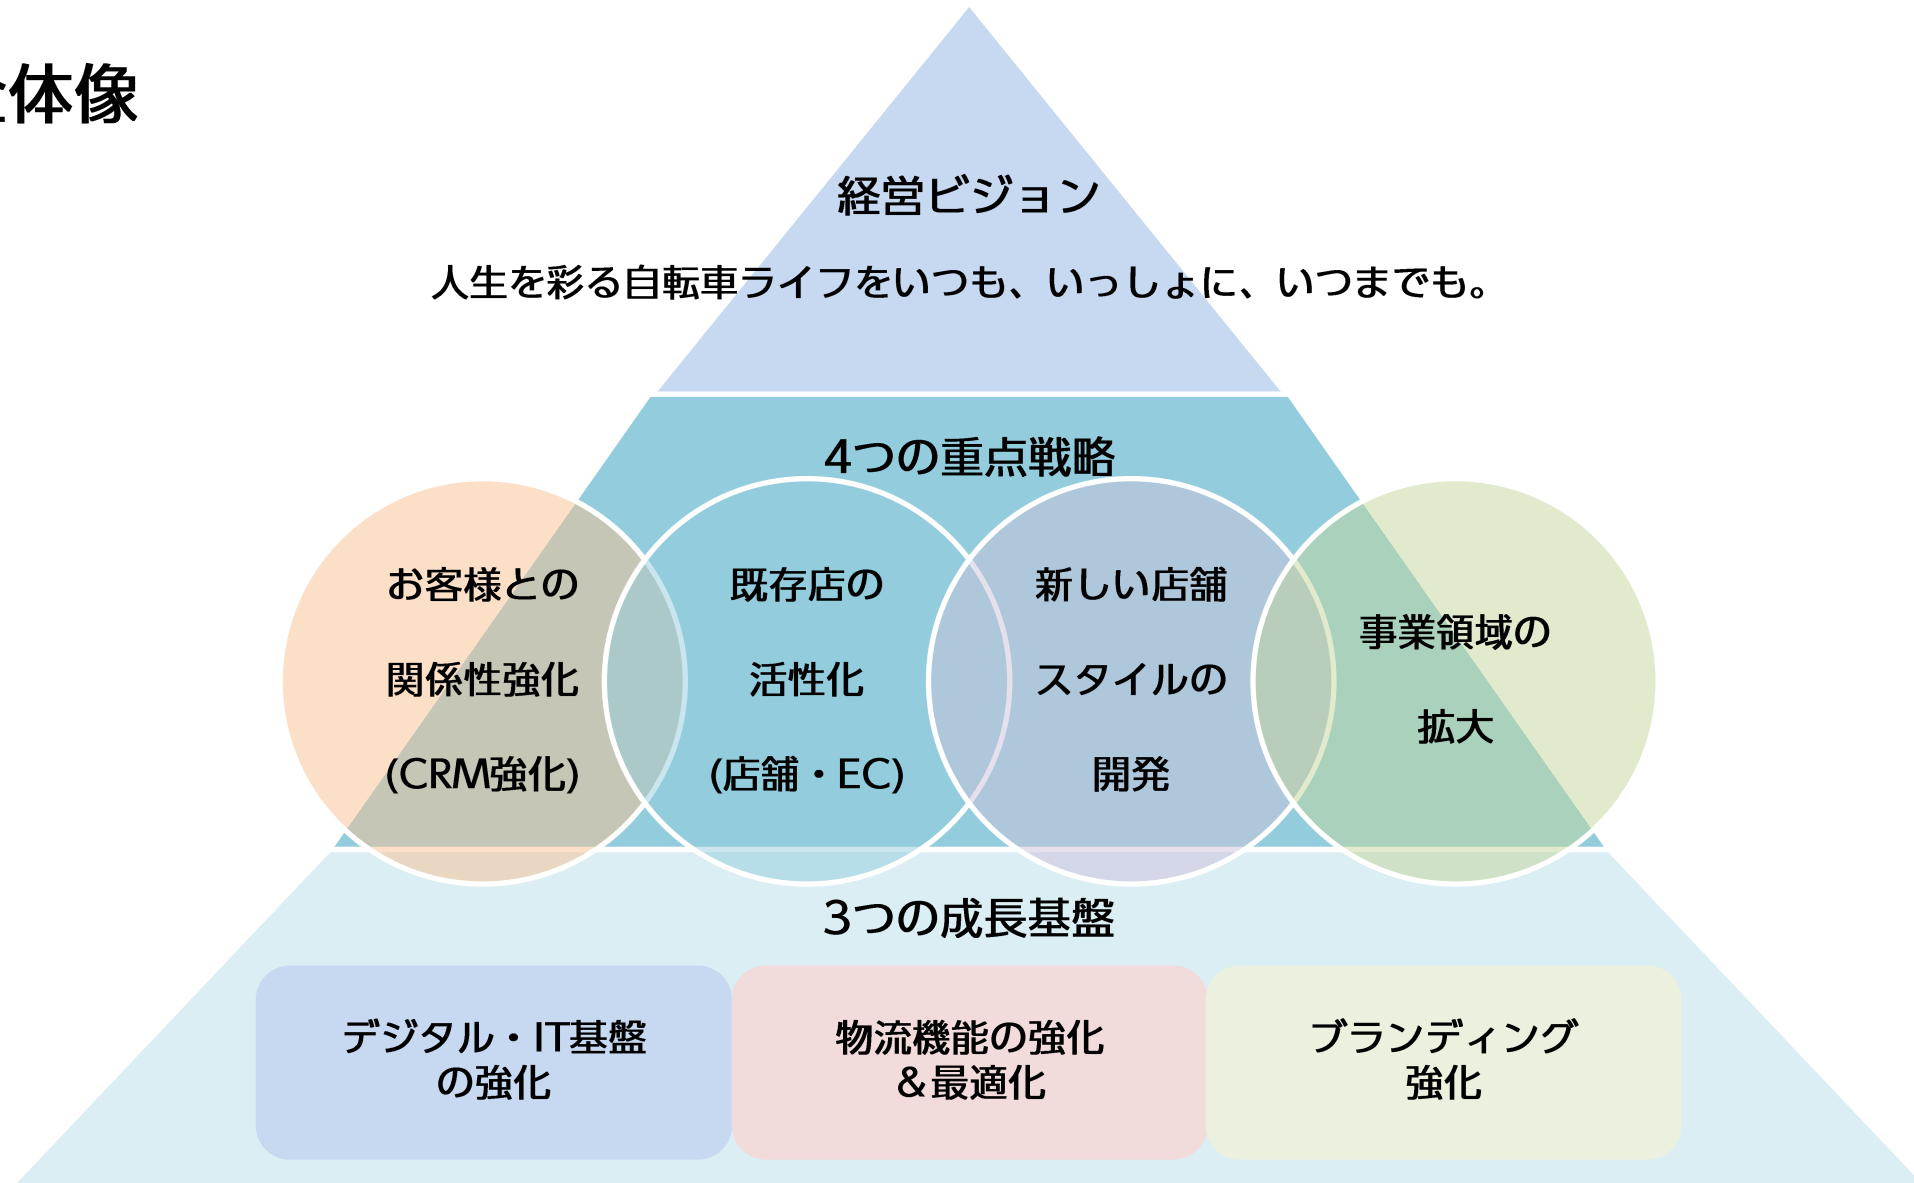 体像
経営ビジョン
人生を彩る自転車ライフをいつも、いっしょに、いつまでも。
4つの重点戦略
お客様との
関係性強化
(CRM強化)
既存店の
活性化
(店舗・EC)
新しい店舗
スタイルの
開発
事業領域の
拡大
3つの成長基盤
デジタル・IT基盤
の強化
物流機能の強化
＆最適化
ブランディング
強化